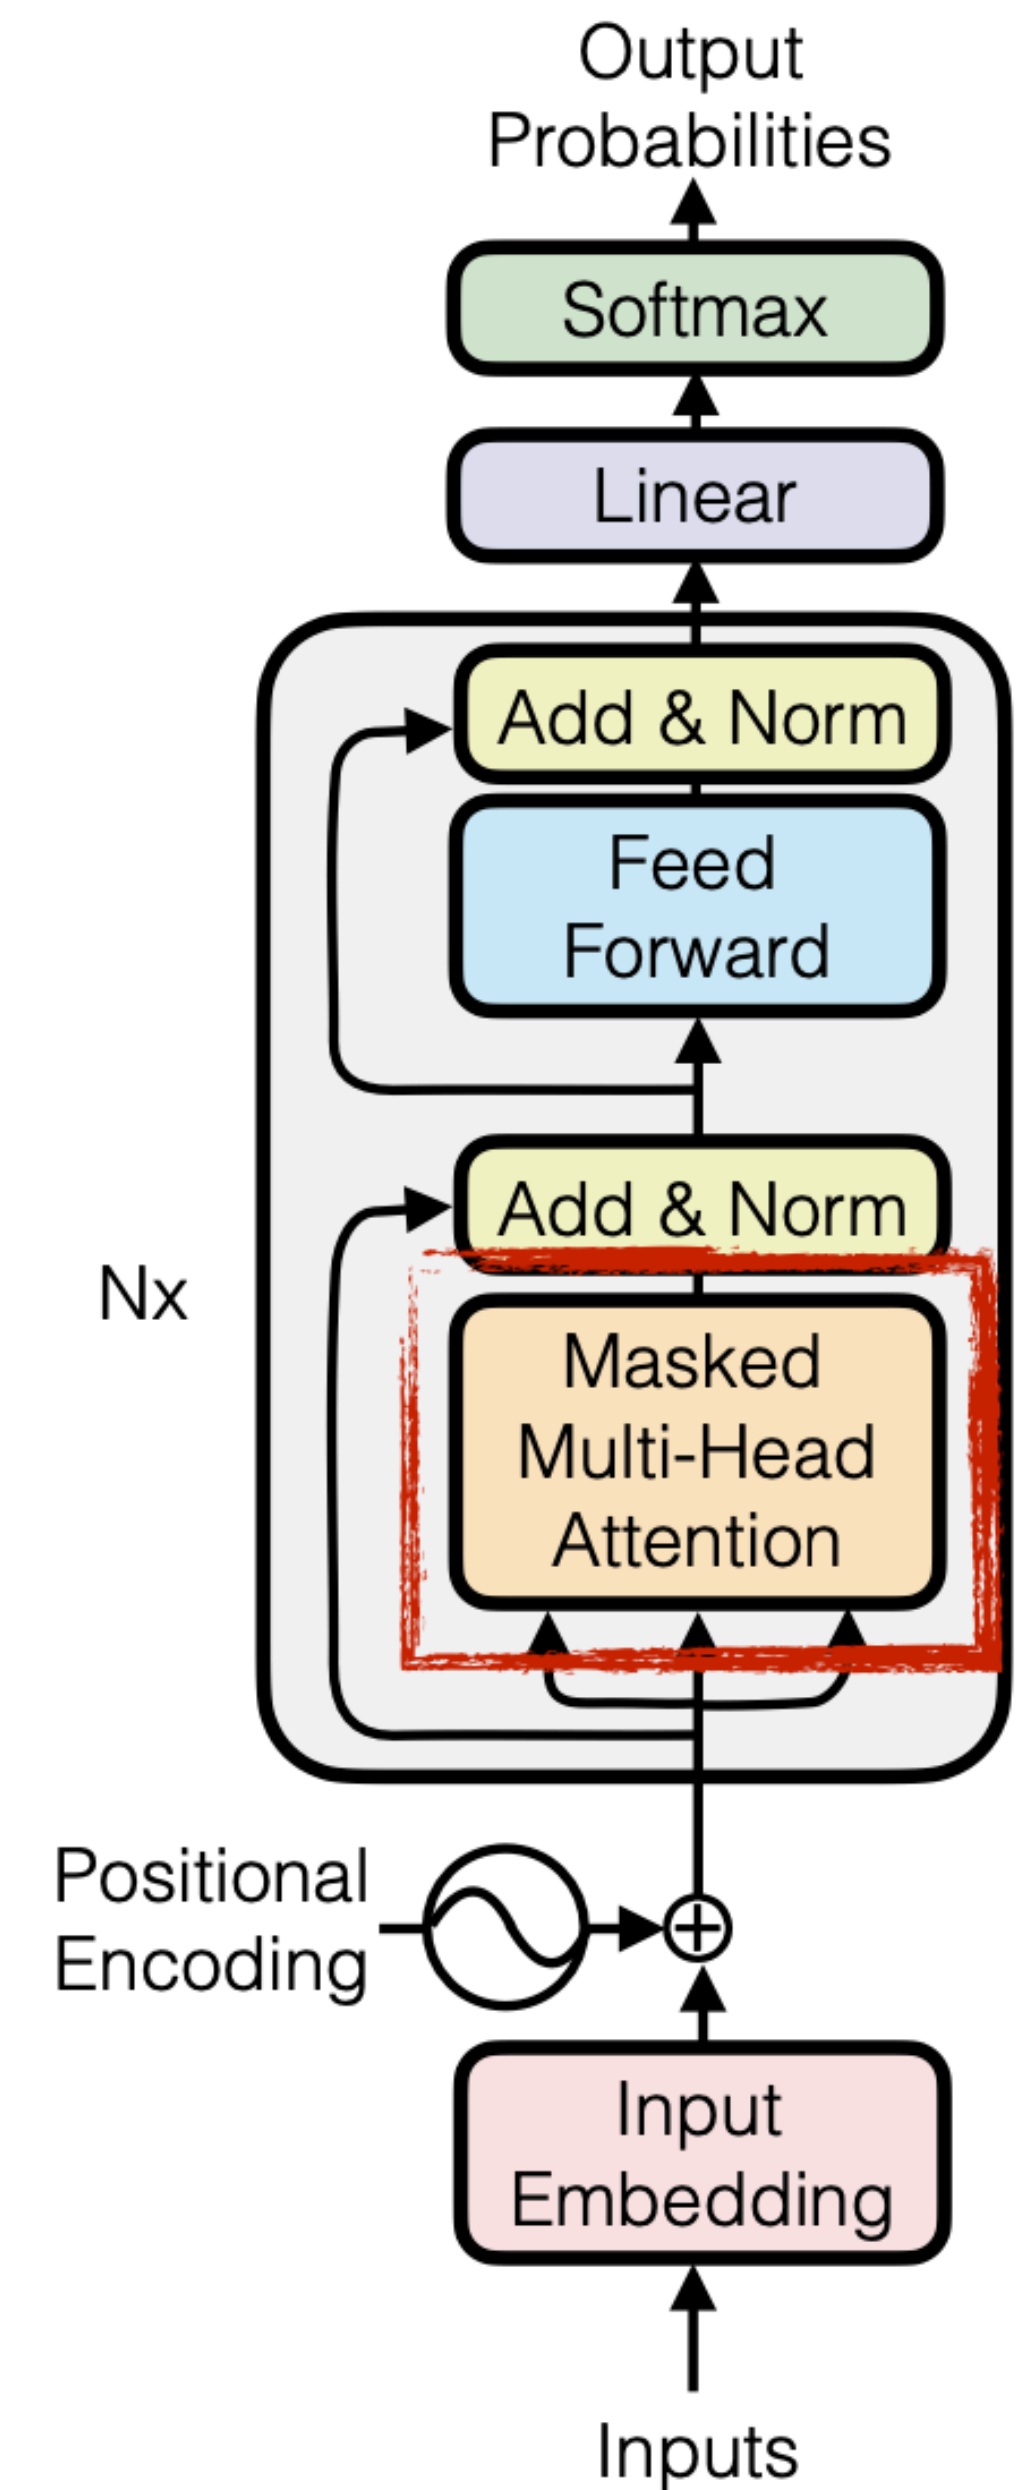 Output
Probabilities
Softmax
Linear
Add & Norm
Feed
Forward
Add & Norm
Nx
Masked
Multi-Head
Attention
Positional
Encoding
Input
Embedding
Inputs